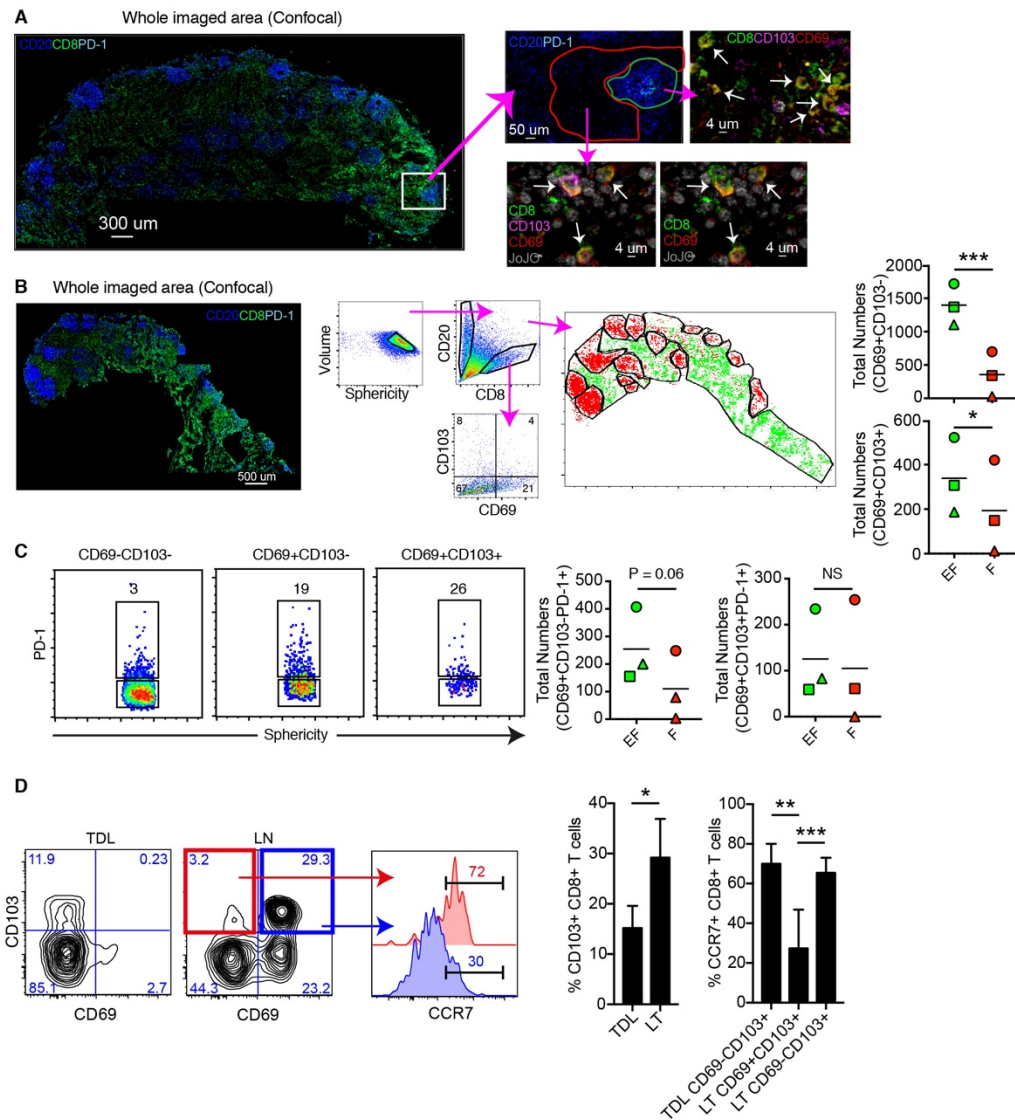 A
Whole imaged area (Confocal)
CD20CD8PD-1
300 um
CD20PD-1
50 um
CD8CD103CD69
4 um
CD8
CD103
CD69
JoJo
4 um
CD8
CD69
JoJo
4 um
B
Whole imaged area (Confocal)
CD20CD8PD-1
500 um
Volume
Sphericity
CD20
CD8
CD103
8
4
67
21
CD69
Total Numbers
(CD69+CD103-)
2000
1500
1000
500
0
***
Total Numbers
(CD69+CD103+)
600
400
200
0
*
EF
F
C
CD69-CD103-
CD69+CD103-
CD69+CD103+
3
19
26
PD-1
Sphericity
Total Numbers
(CD69+CD103-PD-1+)
500
400
300
200
100
0
P = 0.06
EF
F
Total Numbers
(CD69+CD103+PD-1+)
300
200
100
0
NS
EF
F
D
TDL
CD103
11.9
0.23
85.1
2.7
CD69
LN
3.2
29.3
44.3
23.2
CD69
72
30
CCR7
% CD103+ CD8+ T cells
40
30
20
10
0
*
TDL
LT
% CCR7+ CD8+ T cells
100
80
60
40
20
0
**
***
TDL CD69-CD103+
LT CD69+CD103+
LT CD69-CD103+